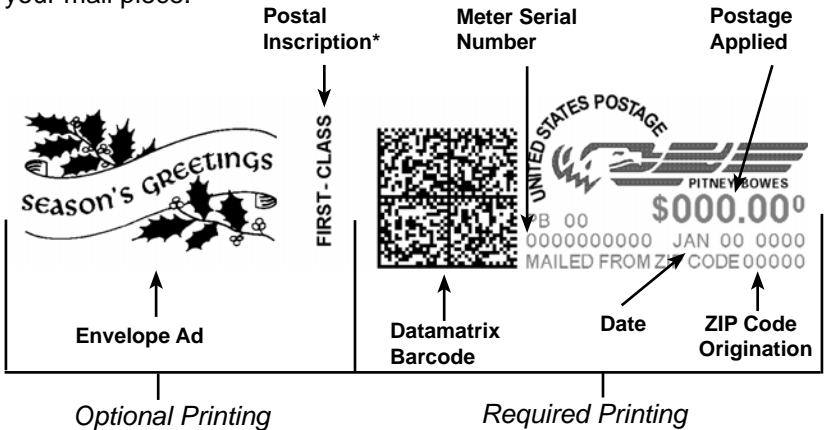 your mail piece.
Postal
Inscription*
Meter Serial
Number
Postage
Applied
SEASON'S GREETINGS
FIRST-CLASS
UNITED STATES POSTAGE
PITNEY BOWES
PB 00
$000.00⁰
0000000000 JAN 00 0000
MAILED FROM ZIP CODE 00000
Envelope Ad
Datamatrix
Barcode
Date
ZIP Code
Origination
Optional Printing
Required Printing